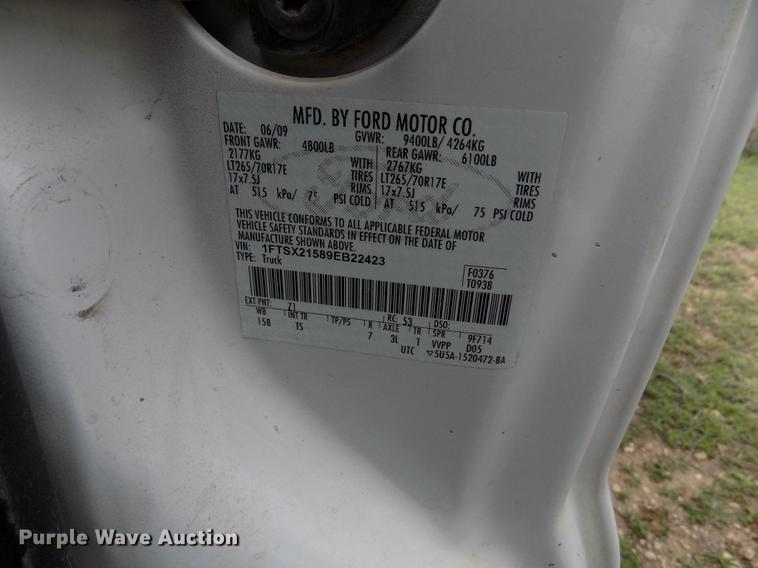 MFD. BY FORD MOTOR CO.
DATE: 06/09 GVWR: 9400LB/ 4264KG
FRONT GAWR: 4800LB REAR GAWR: 6100LB
2177KG WITH 2767KG WITH
LT265/70R17E TIRES LT265/70R17E TIRES
17x7.5J RIMS 17x7.5J RIMS
AT 515 kPa/ 75 PSI COLD AT 515 kPa/ 75 PSI COLD
THIS VEHICLE CONFORMS TO ALL APPLICABLE FEDERAL MOTOR
VEHICLE SAFETY STANDARDS IN EFFECT ON THE DATE OF
MANUFACTURE SHOWN ABOVE.
VIN: 1FTSX21589EB22423
TYPE: Truck
F0376
T0938
EXT PNT: Z1 RC: 53 DSO:
WB INT TR TP/PS R AXLE TR SPR 9F714
158 TS 7 3L T VVPP D05
UTC ▽5U5A-1520472-BA
Purple Wave Auction